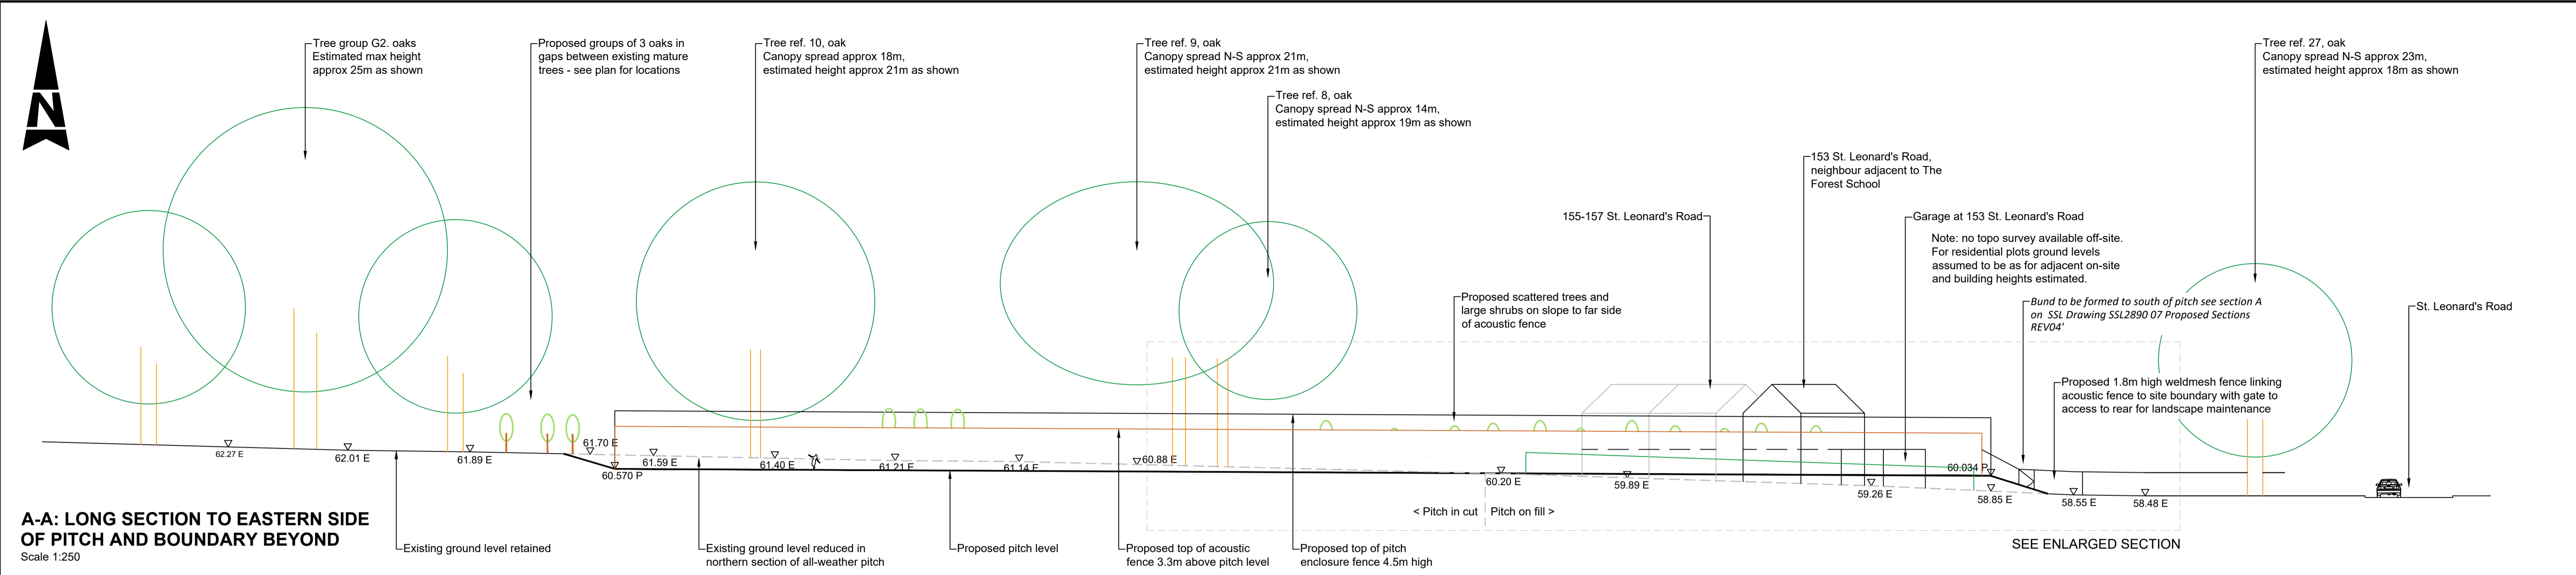 N
Tree group G2. oaks
Estimated max height
approx 25m as shown
Proposed groups of 3 oaks in
gaps between existing mature
trees - see plan for locations
Tree ref. 10, oak
Canopy spread approx 18m,
estimated height approx 21m as shown
Tree ref. 9, oak
Canopy spread N-S approx 21m,
estimated height approx 21m as shown
Tree ref. 8, oak
Canopy spread N-S approx 14m,
estimated height approx 19m as shown
Tree ref. 27, oak
Canopy spread N-S approx 23m,
estimated height approx 18m as shown
153 St. Leonard's Road,
neighbour adjacent to The
Forest School
155-157 St. Leonard's Road
Garage at 153 St. Leonard's Road
Note: no topo survey available off-site.
For residential plots ground levels
assumed to be as for adjacent on-site
and building heights estimated.
Proposed scattered trees and
large shrubs on slope to far side
of acoustic fence
Bund to be formed to south of pitch see section A
on SSL Drawing SSL2890 07 Proposed Sections
REV04'
St. Leonard's Road
Proposed 1.8m high weldmesh fence linking
acoustic fence to site boundary with gate to
access to rear for landscape maintenance
62.27 E
62.01 E
61.89 E
61.70 E
60.570 P
61.59 E
61.40 E
61.21 E
61.14 E
60.88 E
60.20 E
59.89 E
59.26 E
60.034 P
58.85 E
58.55 E
58.48 E
< Pitch in cut
Pitch on fill >
A-A: LONG SECTION TO EASTERN SIDE
OF PITCH AND BOUNDARY BEYOND
Scale 1:250
Existing ground level retained
Existing ground level reduced in
northern section of all-weather pitch
Proposed pitch level
Proposed top of acoustic
fence 3.3m above pitch level
Proposed top of pitch
enclosure fence 4.5m high
SEE ENLARGED SECTION